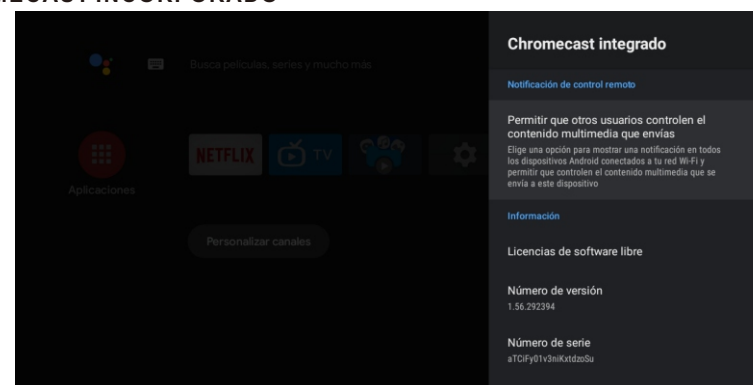 Chromecast integrado
Busca películas, series y mucho más
Notificación de control remoto
Permitir que otros usuarios controlen el
contenido multimedia que envías
Elige una opción para mostrar una notificación en todos
los dispositivos Android conectados a tu red Wi-Fi y
permitir que controlen el contenido multimedia que se
envía a este dispositivo
NETFLIX
TV
Aplicaciones
Información
Personalizar canales
Licencias de software libre
Número de versión
1.56.292394
Número de serie
aTCiFy01v3niKxtdzoSu